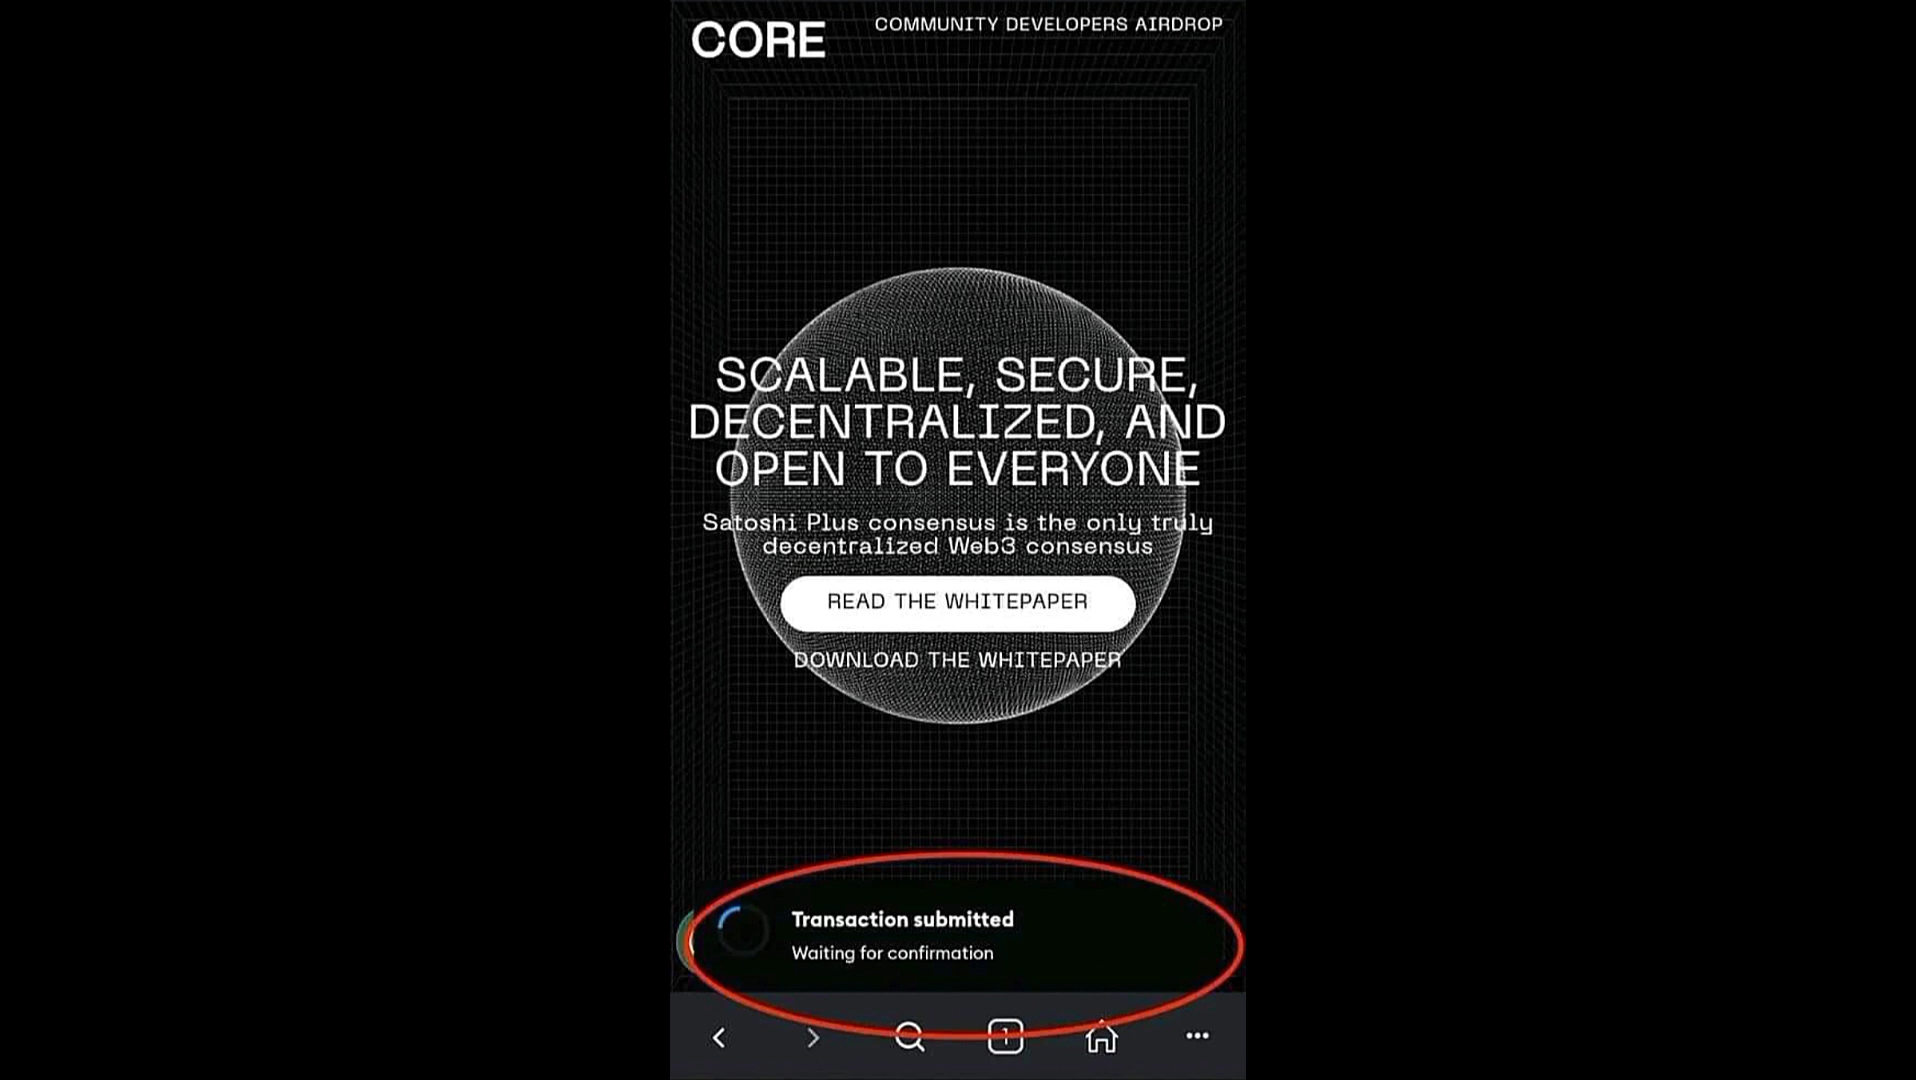 CORE
COMMUNITY DEVELOPERS AIRDROP
SCALABLE, SECURE,
DECENTRALIZED, AND
OPEN TO EVERYONE
Satoshi Plus consensus is the only truly
decentralized Web3 consensus
READ THE WHITEPAPER
DOWNLOAD THE WHITEPAPER
Transaction submitted
Waiting for confirmation
1